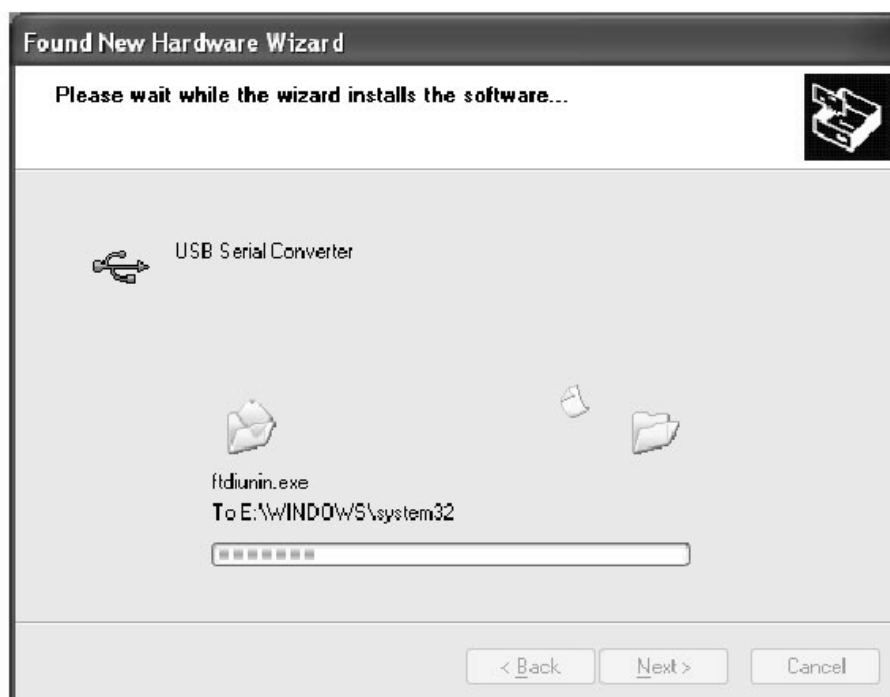 Found New Hardware Wizard
Please wait while the wizard installs the software...
USB Serial Converter
ftdiunin.exe
To E:\WINDOWS\system32
< Back
Next >
Cancel